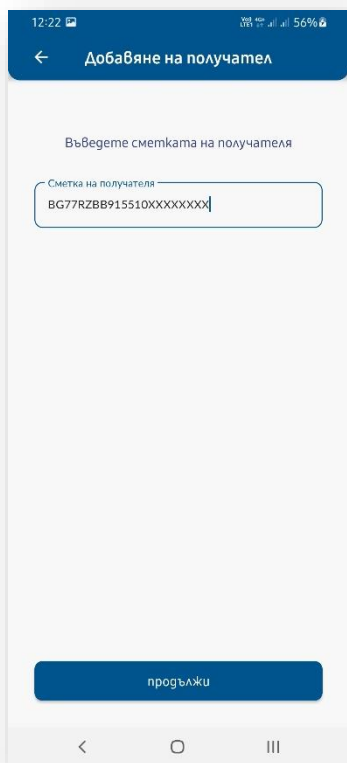 12:22 56%
Добавяне на получател
Въведете сметката на получателя
Сметка на получателя
BG77RZBB915510XXXXXXXX
продължи